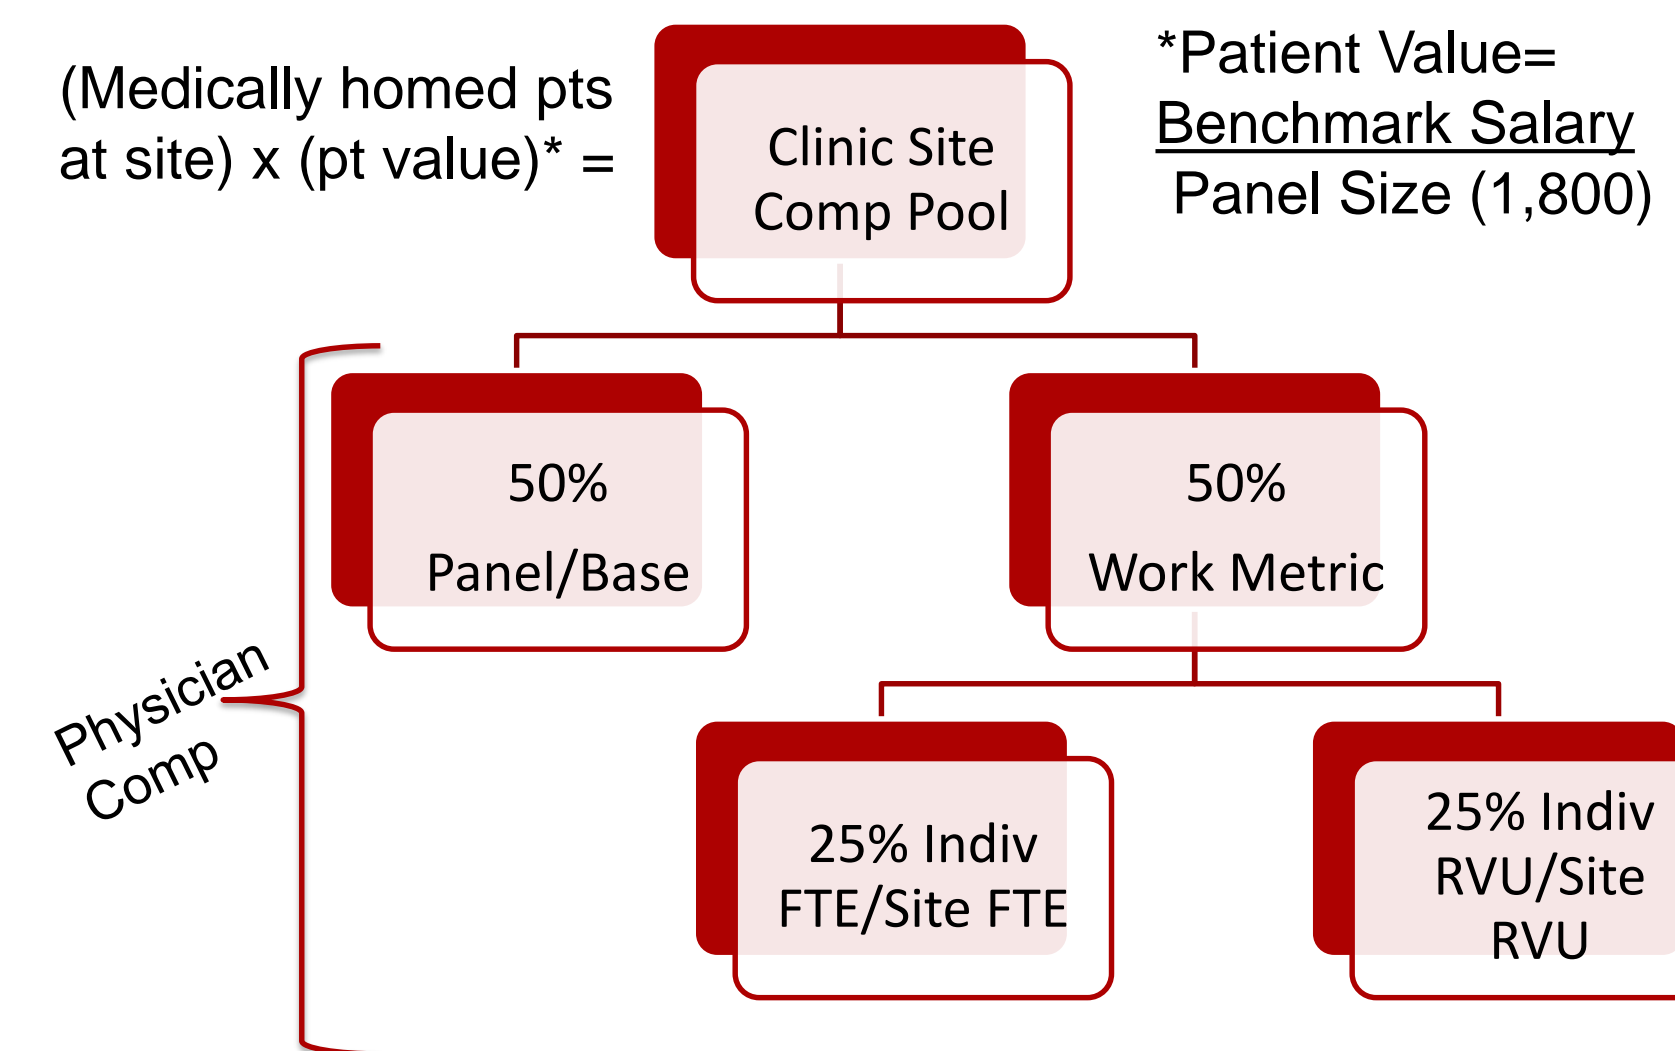 (Medically homed pts
at site) x (pt value)* =
Clinic Site
Comp Pool
*Patient Value=
Benchmark Salary
Panel Size (1,800)
Physician
Comp
50%
Panel/Base
50%
Work Metric
25% Indiv
FTE/Site FTE
25% Indiv
RVU/Site
RVU